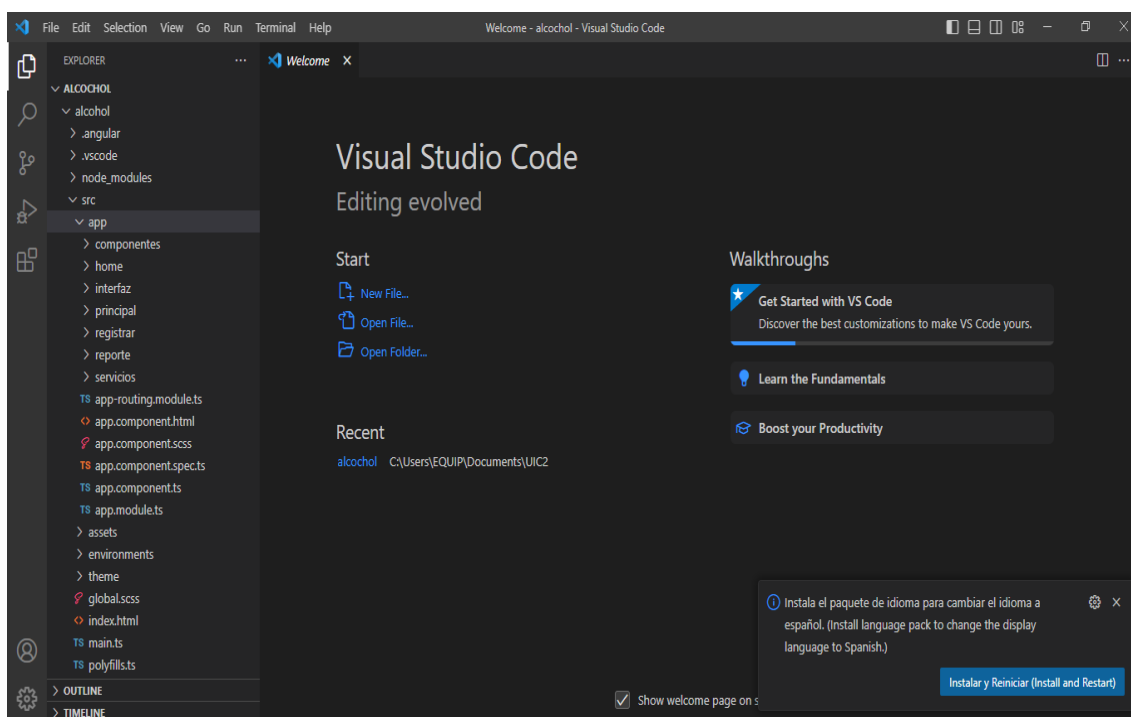 File Edit Selection View Go Run Terminal Help
Welcome - alcochol - Visual Studio Code
EXPLORER
Welcome
ALCOCHOL
alcohol
.angular
.vscode
node_modules
src
app
componentes
home
interfaz
principal
registrar
reporte
servicios
TS app-routing.module.ts
app.component.html
app.component.scss
TS app.component.spec.ts
TS app.component.ts
TS app.module.ts
assets
environments
theme
global.scss
index.html
TS main.ts
TS polyfills.ts
OUTLINE
TIMELINE
Visual Studio Code
Editing evolved
Start
New File...
Open File...
Open Folder...
Recent
alcochol C:\Users\EQUIP\Documents\UIC2
Walkthroughs
Get Started with VS Code
Discover the best customizations to make VS Code yours.
Learn the Fundamentals
Boost your Productivity
Show welcome page on s
Instala el paquete de idioma para cambiar el idioma a
español. (Install language pack to change the display
language to Spanish.)
Instalar y Reiniciar (Install and Restart)